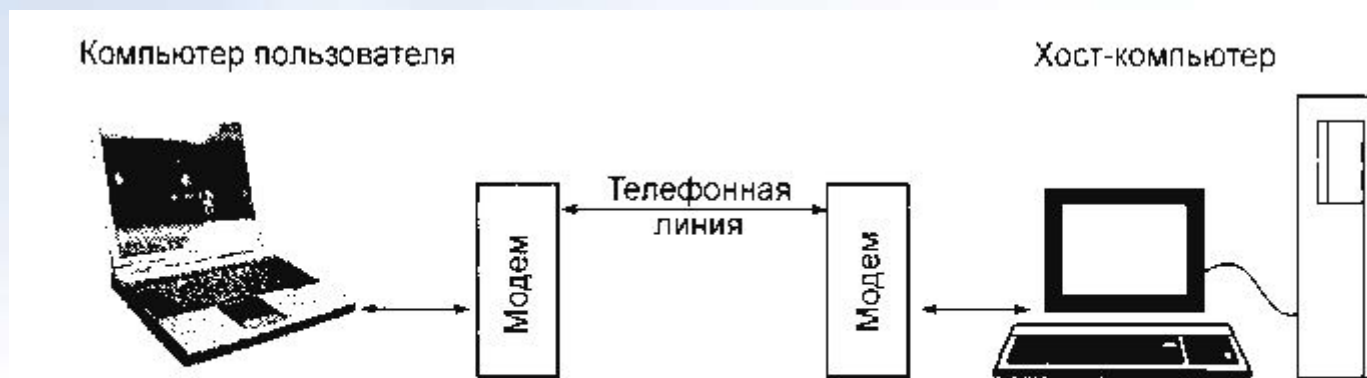 Компьютер пользователя
Хост-компьютер
Телефонная
линия
Модем
Модем